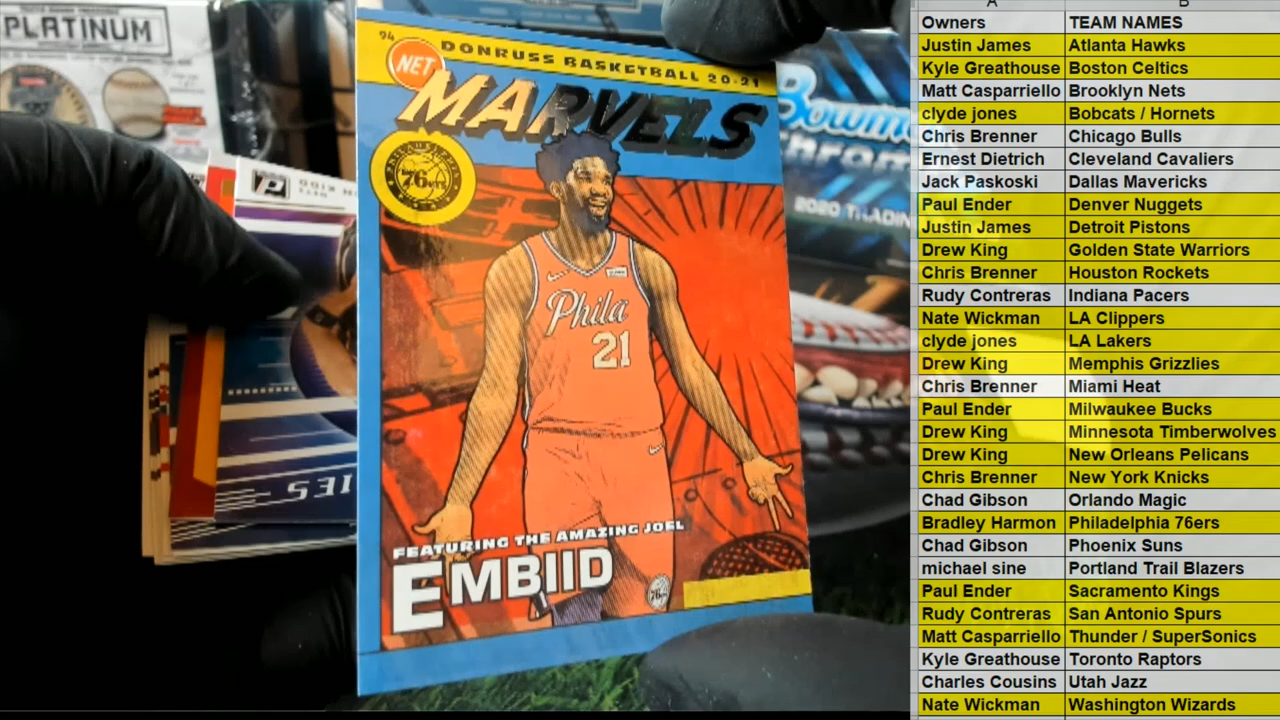 PLATINUM
94
DONRUSS BASKETBALL 20-21
NET
MARVELS
PHILADELPHIA
76ERS
Phila
21
FEATURING THE AMAZING JOEL
EMBIID
76ers
Bowm
hrom
2020 TRADIN
A B
Owners TEAM NAMES
Justin James Atlanta Hawks
Kyle Greathouse Boston Celtics
Matt Casparriello Brooklyn Nets
clyde jones Bobcats / Hornets
Chris Brenner Chicago Bulls
Ernest Dietrich Cleveland Cavaliers
Jack Paskoski Dallas Mavericks
Paul Ender Denver Nuggets
Justin James Detroit Pistons
Drew King Golden State Warriors
Chris Brenner Houston Rockets
Rudy Contreras Indiana Pacers
Nate Wickman LA Clippers
clyde jones LA Lakers
Drew King Memphis Grizzlies
Chris Brenner Miami Heat
Paul Ender Milwaukee Bucks
Drew King Minnesota Timberwolves
Drew King New Orleans Pelicans
Chris Brenner New York Knicks
Chad Gibson Orlando Magic
Bradley Harmon Philadelphia 76ers
Chad Gibson Phoenix Suns
michael sine Portland Trail Blazers
Paul Ender Sacramento Kings
Rudy Contreras San Antonio Spurs
Matt Casparriello Thunder / SuperSonics
Kyle Greathouse Toronto Raptors
Charles Cousins Utah Jazz
Nate Wickman Washington Wizards